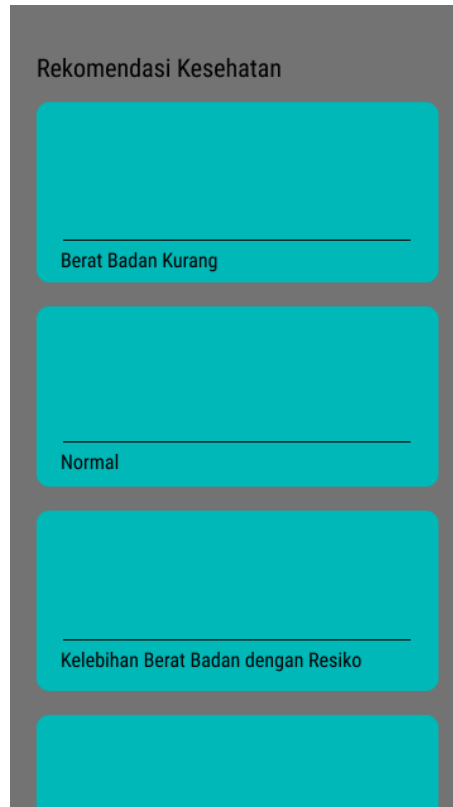 Rekomendasi Kesehatan
Berat Badan Kurang
Normal
Kelebihan Berat Badan dengan Resiko